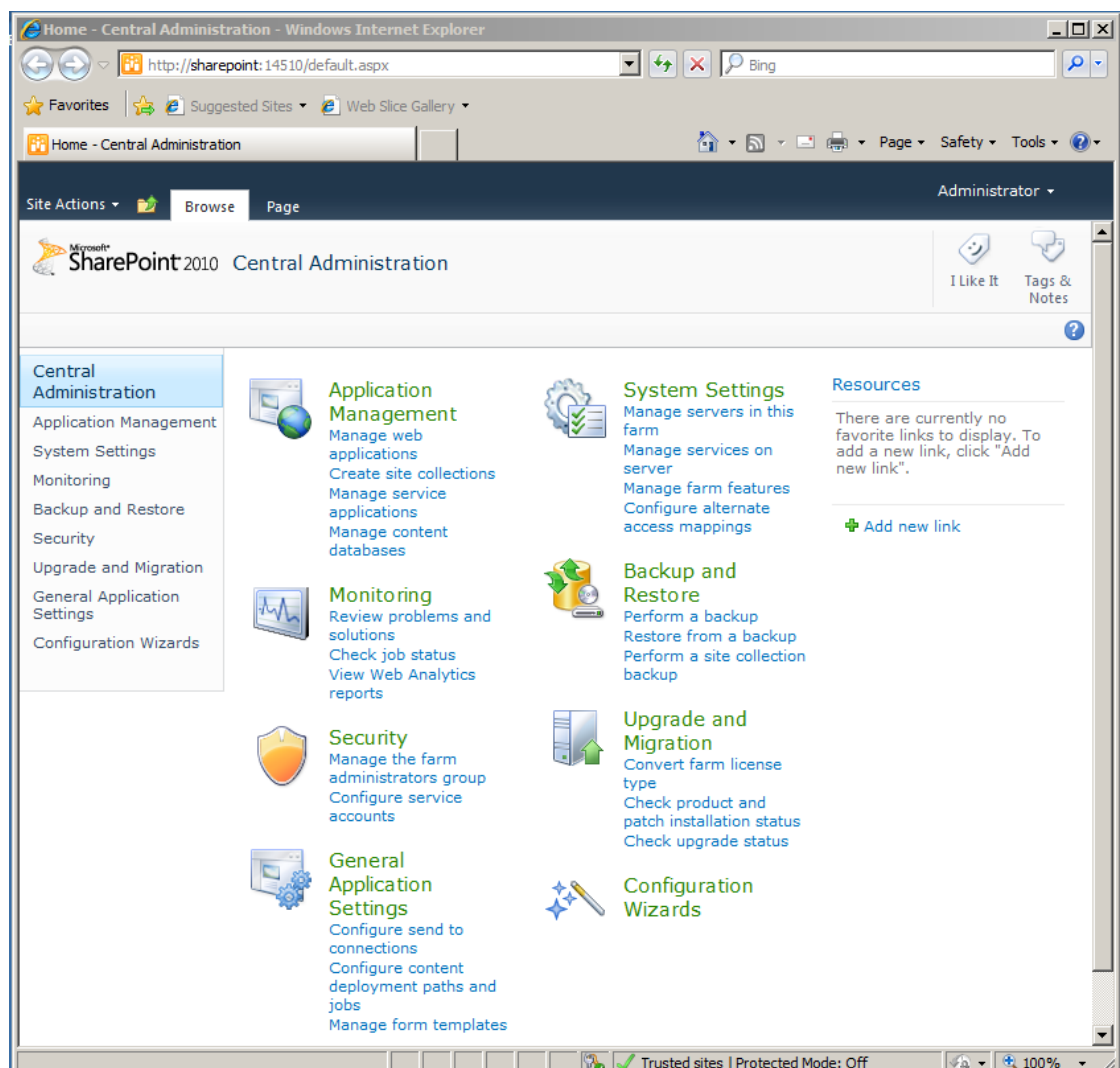 Home - Central Administration - Windows Internet Explorer
http://sharepoint:14510/default.aspx
Bing
Favorites
Suggested Sites
Web Slice Gallery
Home - Central Administration
Page
Safety
Tools
Site Actions
Browse
Page
Administrator
Microsoft
SharePoint 2010
Central Administration
I Like It
Tags &
Notes
Central
Administration
Application Management
System Settings
Monitoring
Backup and Restore
Security
Upgrade and Migration
General Application
Settings
Configuration Wizards
Application
Management
Manage web
applications
Create site collections
Manage service
applications
Manage content
databases
Monitoring
Review problems and
solutions
Check job status
View Web Analytics
reports
Security
Manage the farm
administrators group
Configure service
accounts
General
Application
Settings
Configure send to
connections
Configure content
deployment paths and
jobs
Manage form templates
System Settings
Manage servers in this
farm
Manage services on
server
Manage farm features
Configure alternate
access mappings
Backup and
Restore
Perform a backup
Restore from a backup
Perform a site collection
backup
Upgrade and
Migration
Convert farm license
type
Check product and
patch installation status
Check upgrade status
Configuration
Wizards
Resources
There are currently no
favorite links to display. To
add a new link, click "Add
new link".
Add new link
Trusted sites | Protected Mode: Off
100%